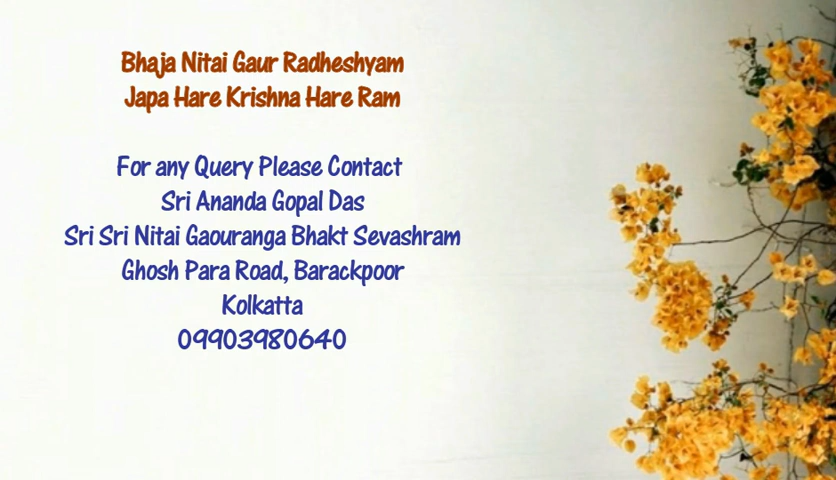 Bhaja Nitai Gaur Radheshyam
Japa Hare Krishna Hare Ram
For any Query Please Contact
Sri Ananda Gopal Das
Sri Sri Nitai Gaouranga Bhakt Sevashram
Ghosh Para Road, Barackpoor
Kolkatta
09903980640